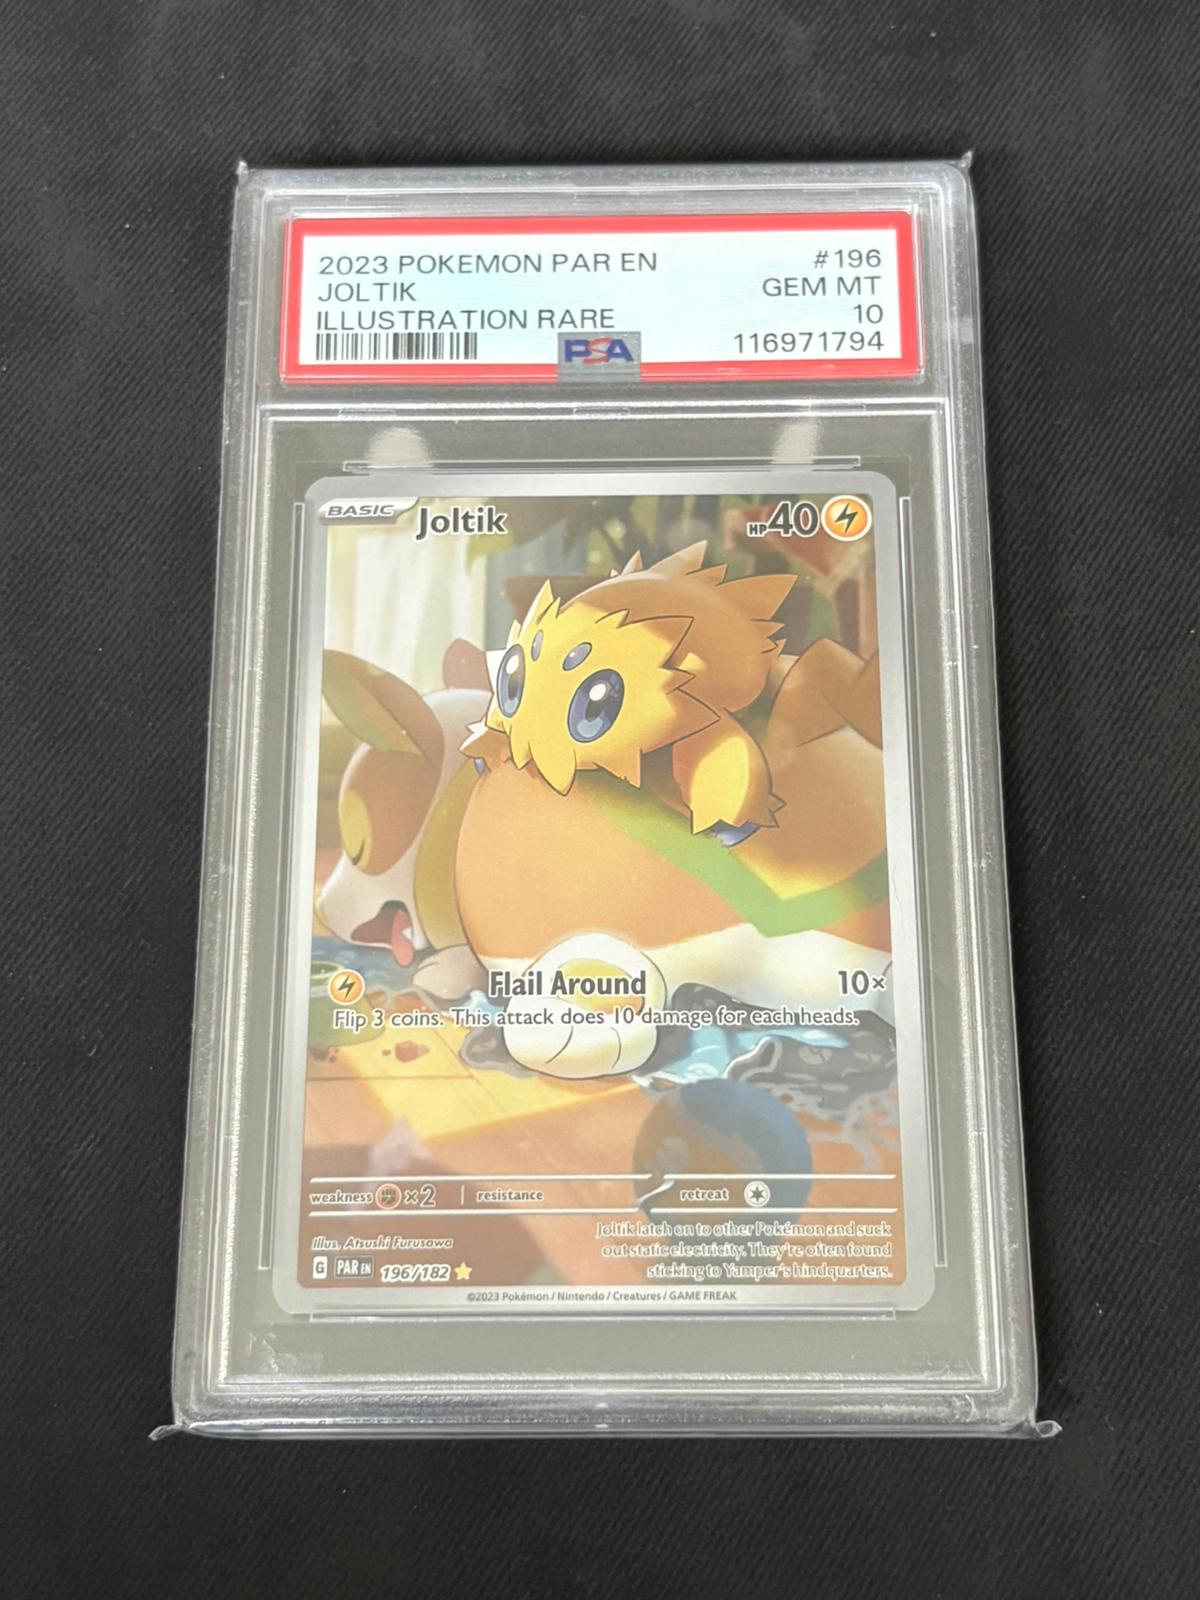 2023 POKEMON PAR EN #196
JOLTIK GEM MT
ILLUSTRATION RARE 10
PSA 116971794
BASIC Joltik HP40
Flail Around 10×
Flip 3 coins. This attack does 10 damage for each heads.
weakness ×2 resistance retreat
Illus. Atsushi Furusawa
G PAR EN 196/182
Joltik latch on to other Pokémon and suck
out static electricity. They're often found
sticking to Yamper's hindquarters.
©2023 Pokémon / Nintendo / Creatures / GAME FREAK